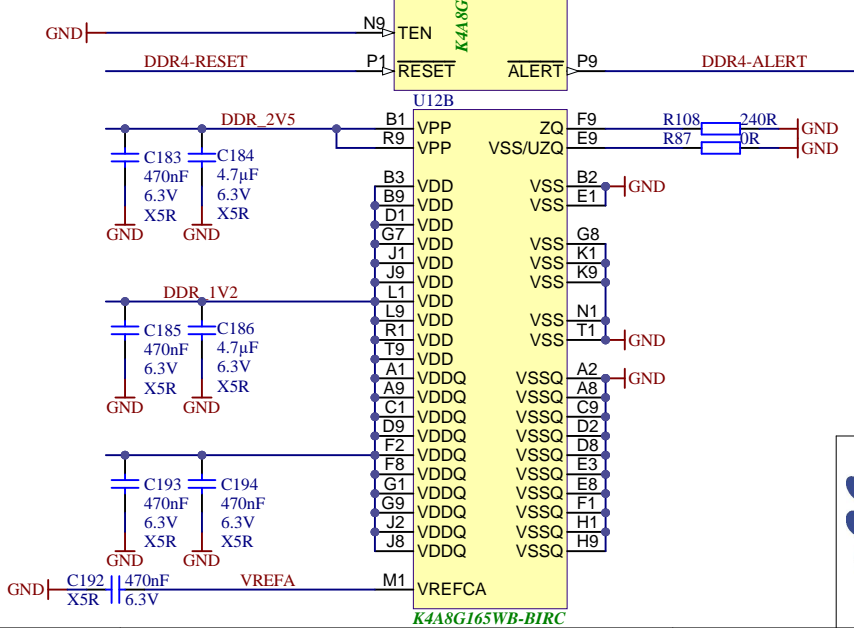 K4A8G
N9
GND
TEN
DDR4-RESET
P1
RESET
ALERT
P9
DDR4-ALERT
U12B
DDR_2V5
B1
VPP
R9
VPP
ZQ
F9
R108
240R
GND
VSS/UZQ
E9
R87
0R
GND
C183
470nF
6.3V
X5R
GND
C184
4.7µF
6.3V
X5R
GND
B3
VDD
B9
VDD
D1
VDD
G7
VDD
J1
VDD
J9
VDD
DDR_1V2
L1
VDD
L9
VDD
R1
VDD
T9
VDD
A1
VDDQ
A9
VDDQ
C1
VDDQ
D9
VDDQ
F2
VDDQ
F8
VDDQ
G1
VDDQ
G9
VDDQ
J2
VDDQ
J8
VDDQ
VSS
B2
GND
VSS
E1
VSS
G8
VSS
K1
VSS
K9
VSS
N1
VSS
T1
GND
VSSQ
A2
GND
VSSQ
A8
VSSQ
C9
VSSQ
D2
VSSQ
D8
VSSQ
E3
VSSQ
E8
VSSQ
F1
VSSQ
H1
VSSQ
H9
C185
470nF
6.3V
X5R
GND
C186
4.7µF
6.3V
X5R
GND
C193
470nF
6.3V
X5R
GND
C194
470nF
6.3V
X5R
GND
GND
C192
470nF
X5R
6.3V
VREFA
M1
VREFCA
K4A8G165WB-BIRC